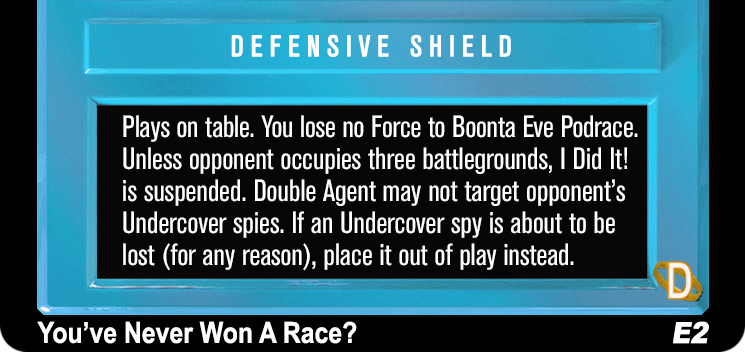 DEFENSIVE SHIELD
Plays on table. You lose no Force to Boonta Eve Podrace.
Unless opponent occupies three battlegrounds, I Did It!
is suspended. Double Agent may not target opponent's
Undercover spies. If an Undercover spy is about to be
lost (for any reason), place it out of play instead.
D
You've Never Won A Race? E2